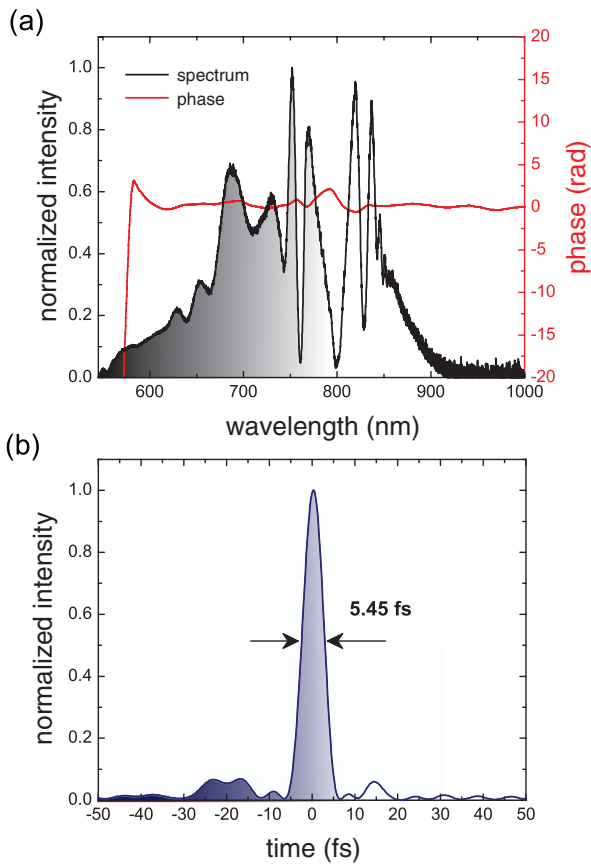 (a)
normalized intensity
1.0
0.8
0.6
0.4
0.2
0.0
spectrum
phase
20
15
10
5
0
-5
-10
-15
-20
phase (rad)
600 700 800 900 1000
wavelength (nm)
(b)
normalized intensity
1.0
0.8
0.6
0.4
0.2
0.0
5.45 fs
-50 -40 -30 -20 -10 0 10 20 30 40 50
time (fs)